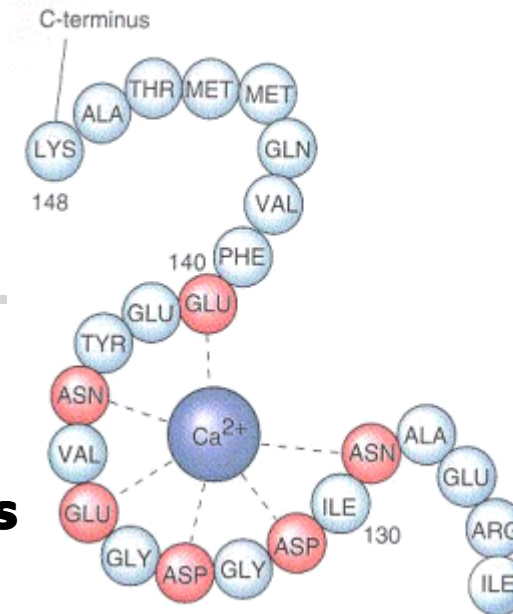 C-terminus
LYS
ALA
THR
MET
MET
GLN
VAL
PHE
GLU
GLU
TYR
ASN
VAL
GLU
GLY
ASP
GLY
ASP
ILE
ASN
ALA
GLU
ARG
ILE
148
140
130
Ca2+
s